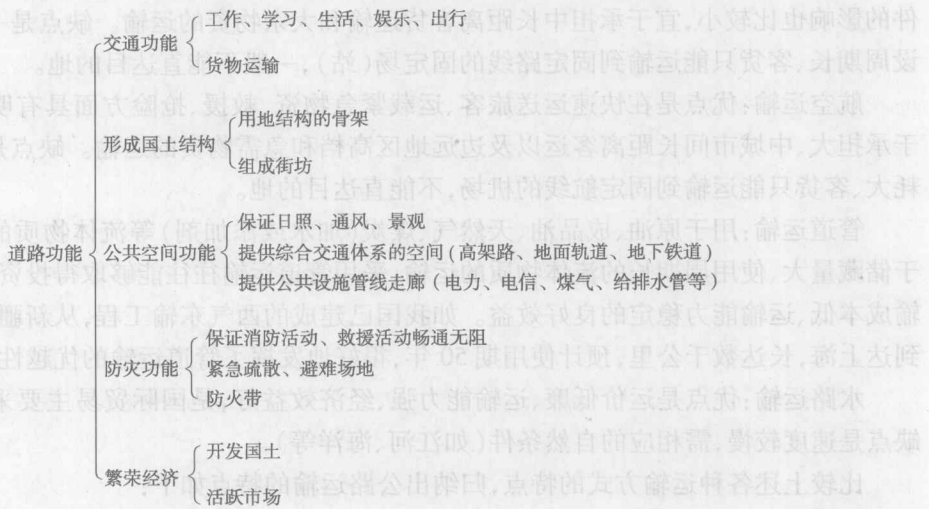 工作、学习、生活、娱乐、出行
交通功能
货物运输
用地结构的骨架
形成国土结构
组成街坊
保证日照、通风、景观
道路功能 公共空间功能 提供综合交通体系的空间(高架路、地面轨道、地下铁道)
提供公共设施管线走廊(电力、电信、煤气、给排水管等)
保证消防活动、救援活动畅通无阻
防灾功能 紧急疏散、避难场地
防火带
开发国土
繁荣经济
活跃市场